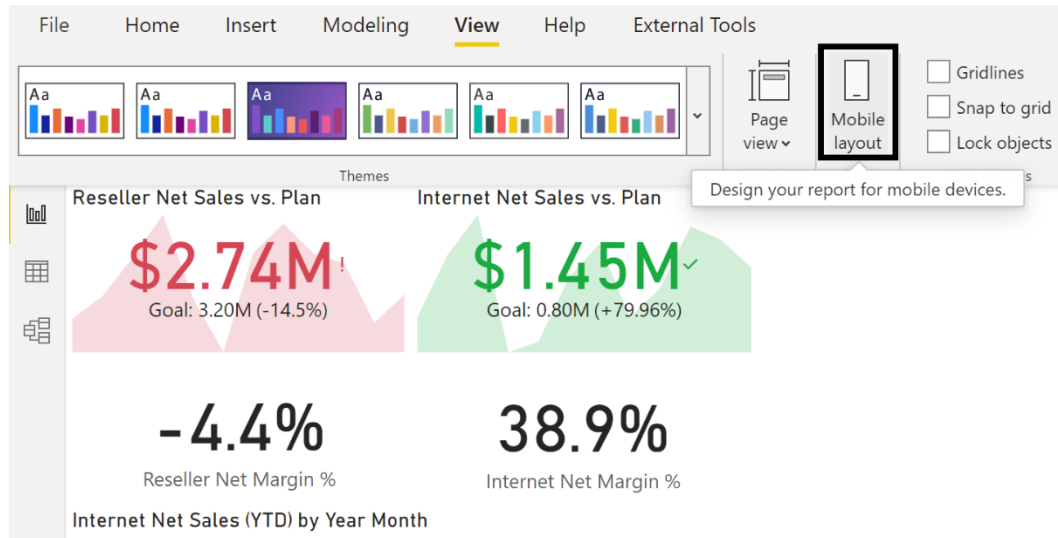 File Home Insert Modeling View Help External Tools
Aa Aa Aa Aa Aa Aa
Gridlines
Snap to grid
Lock objects
Page
view
Mobile
layout
Themes
s
Design your report for mobile devices.
Reseller Net Sales vs. Plan
$2.74M!
Goal: 3.20M (-14.5%)
Internet Net Sales vs. Plan
$1.45M✓
Goal: 0.80M (+79.96%)
-4.4%
Reseller Net Margin %
38.9%
Internet Net Margin %
Internet Net Sales (YTD) by Year Month